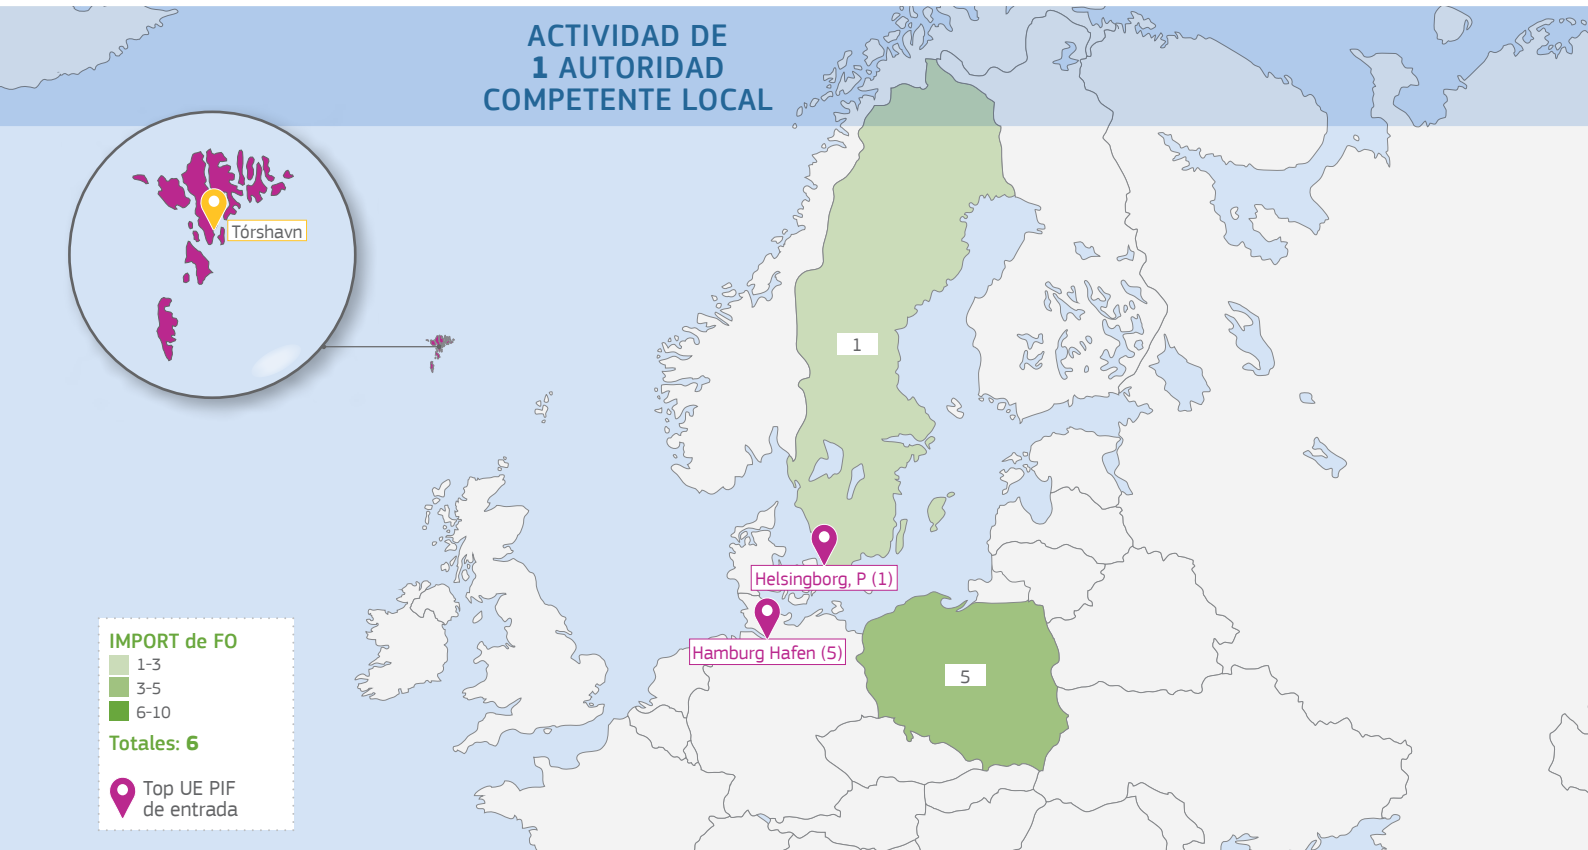 ACTIVIDAD DE
1 AUTORIDAD
COMPETENTE LOCAL
Tórshavn
1
Helsingborg, P (1)
Hamburg Hafen (5)
5
IMPORT de FO
1-3
3-5
6-10
Totales: 6
Top UE PIF
de entrada